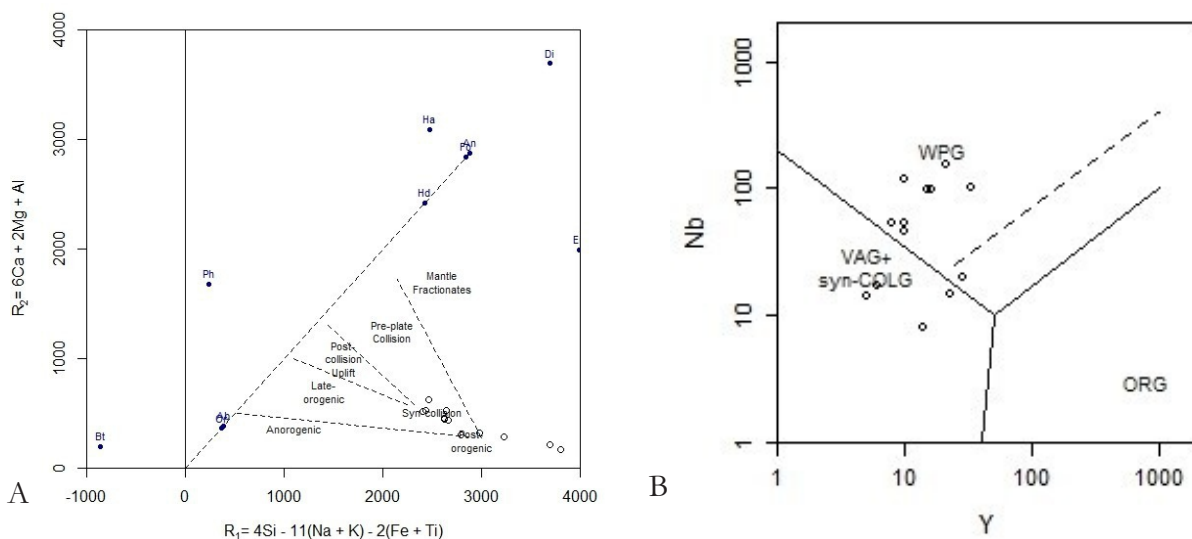 4000
3000
2000
1000
0
R₂= 6Ca + 2Mg + Al
Di
Ha
An
Hd
E
Ph
Mantle
Fractionates
Pre-plate
Collision
Post-
collision
Uplift
Late-
orogenic
Syn-collision
Ab
Anorogenic
orogenic
Bt
-1000
0
1000
2000
3000
4000
R₁= 4Si - 11(Na + K) - 2(Fe + Ti)
A
1000
100
10
1
Nb
WPG
VAG+
syn-COLG
ORG
1
10
100
1000
Y
B